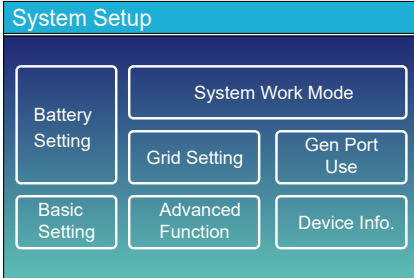 System Setup
Battery
Setting
System Work Mode
Grid Setting
Gen Port
Use
Basic
Setting
Advanced
Function
Device Info.